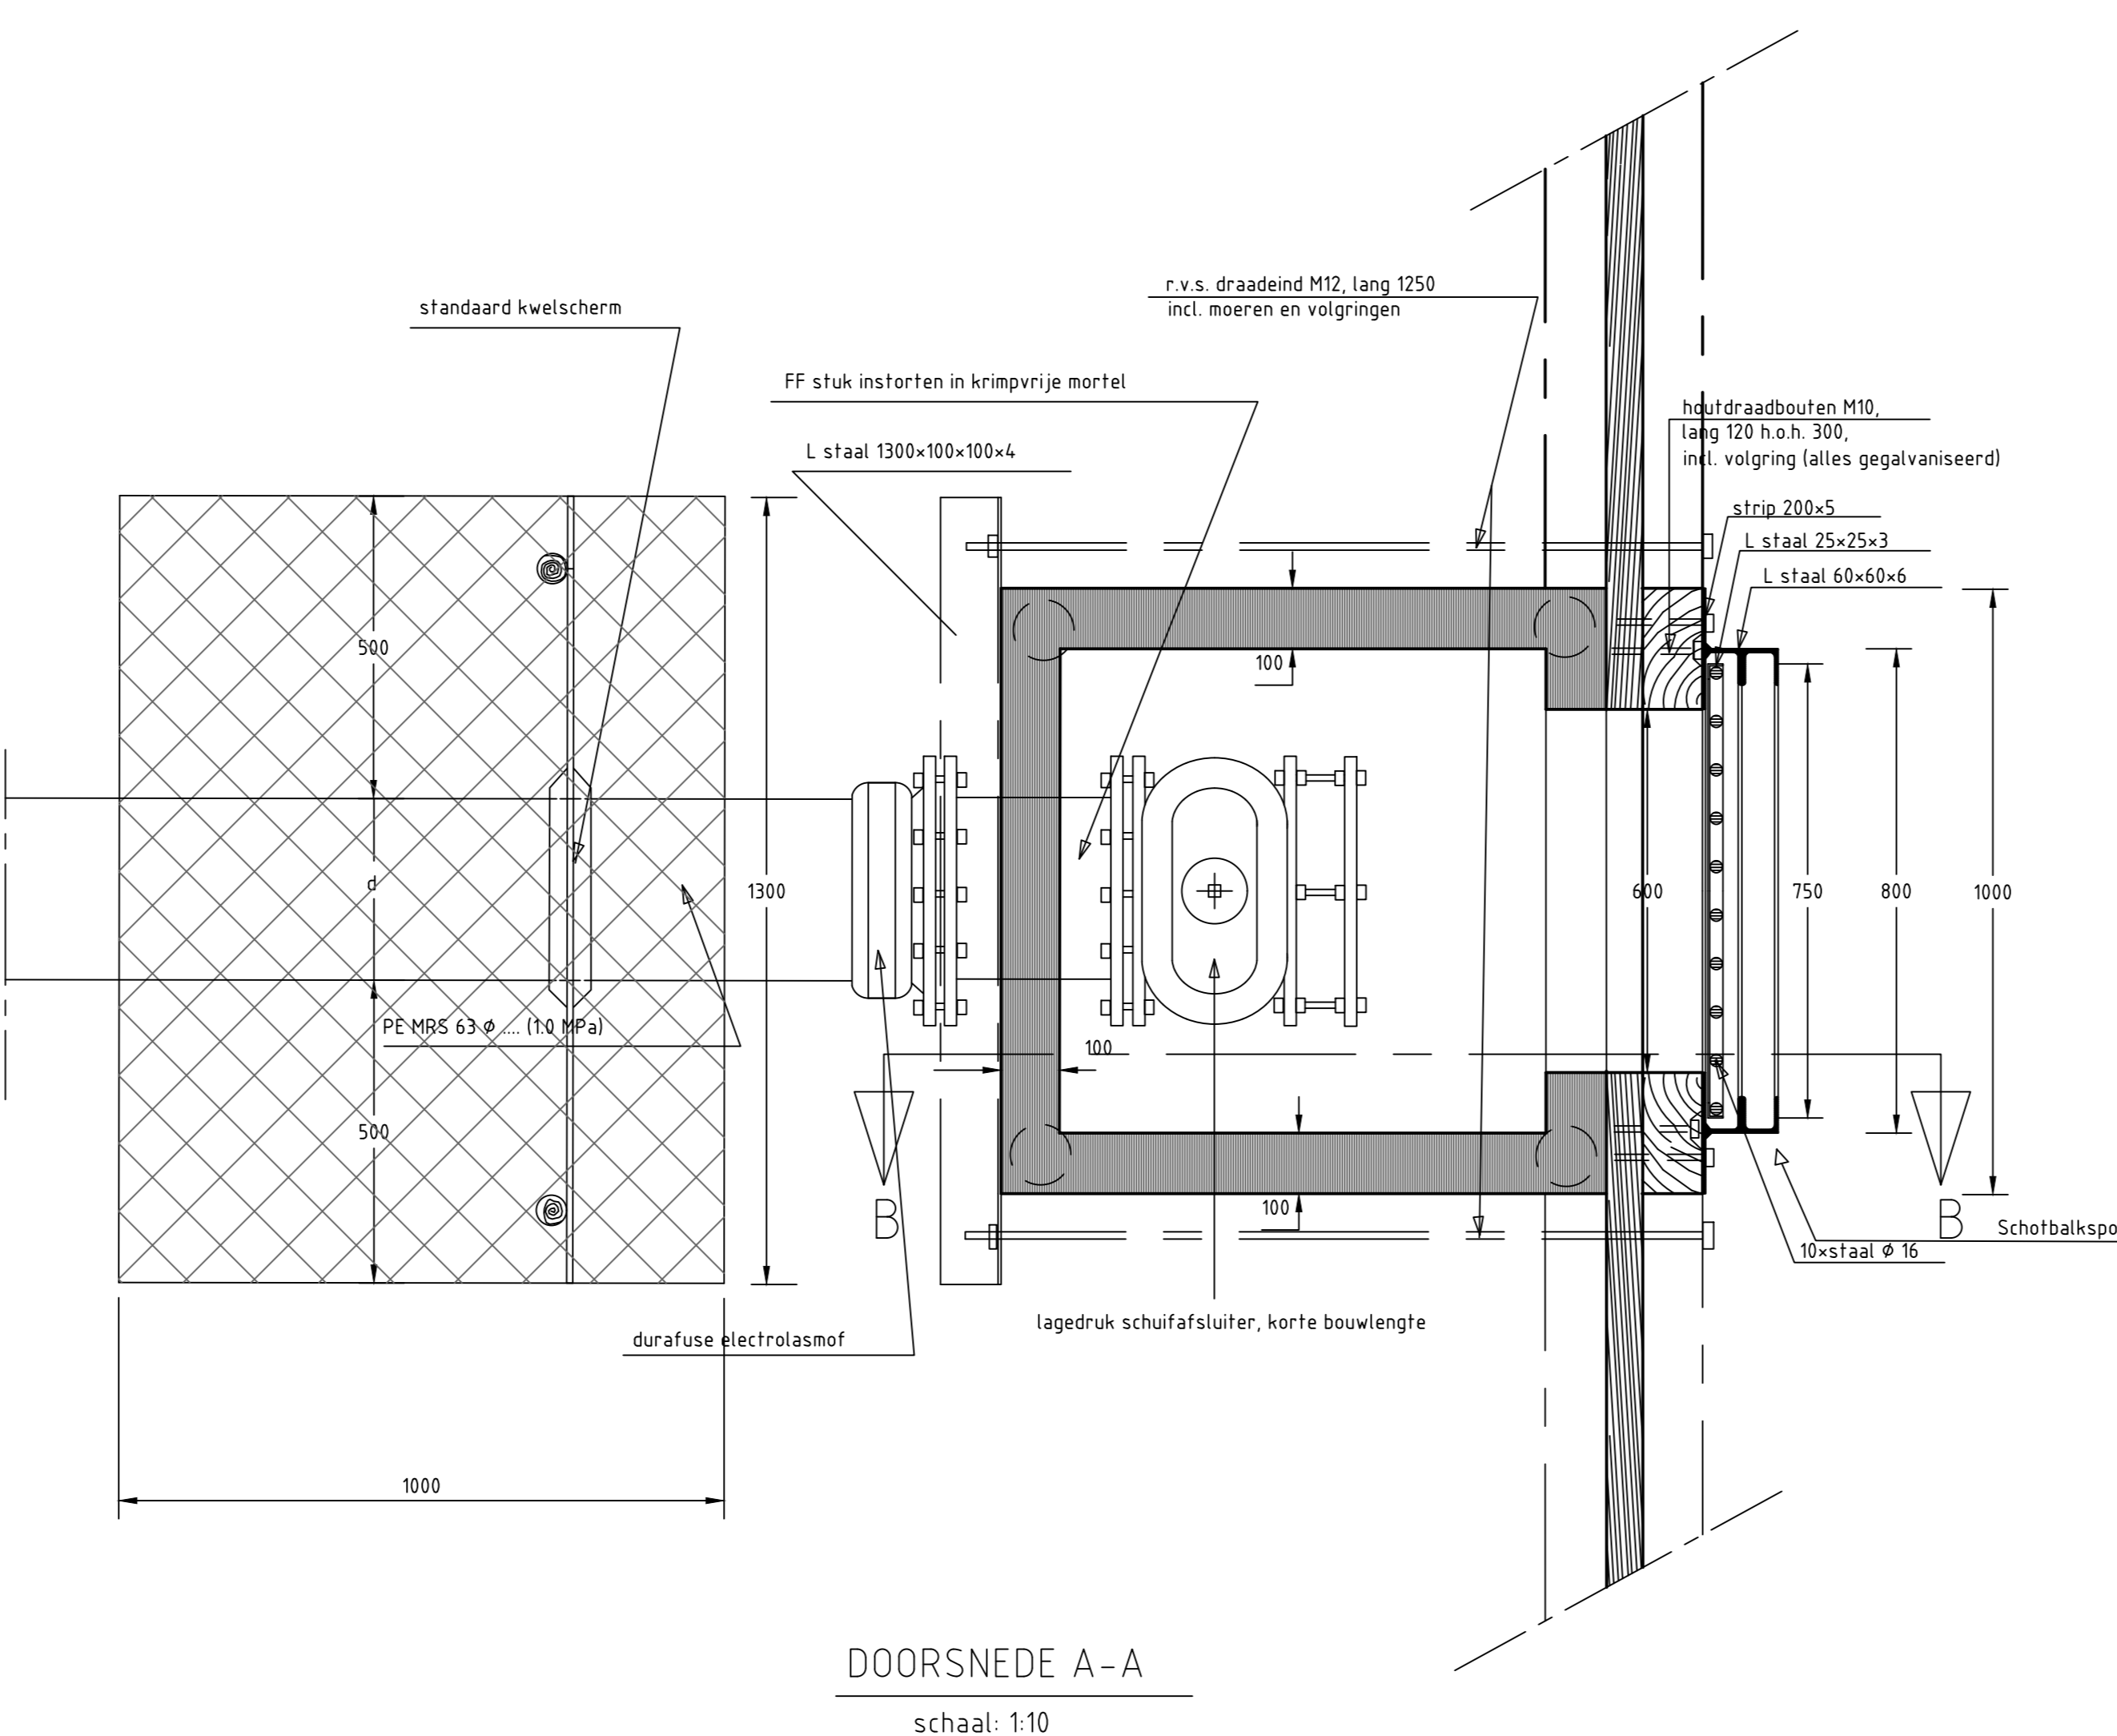 r.v.s. draadeind M12, lang 1250
incl. moeren en volgringen
standaard kwelscherm
FF stuk instorten in krimpvrije mortel
houtdraadbouten M10,
lang 120 h.o.h. 300,
incl. volgring (alles gegalvaniseerd)
L staal 1300×100×100×4
strip 200×5
L staal 25×25×3
L staal 60×60×6
500
100
d
1300
600
750
800
1000
PE MRS 63 ϕ .... (1.0 MPa)
100
500
100
B
B
Schotbalkspo
10×staal ϕ 16
lagedruk schuifafsluiter, korte bouwlengte
durafuse electrolasmof
1000
DOORSNEDE A-A
schaal: 1:10